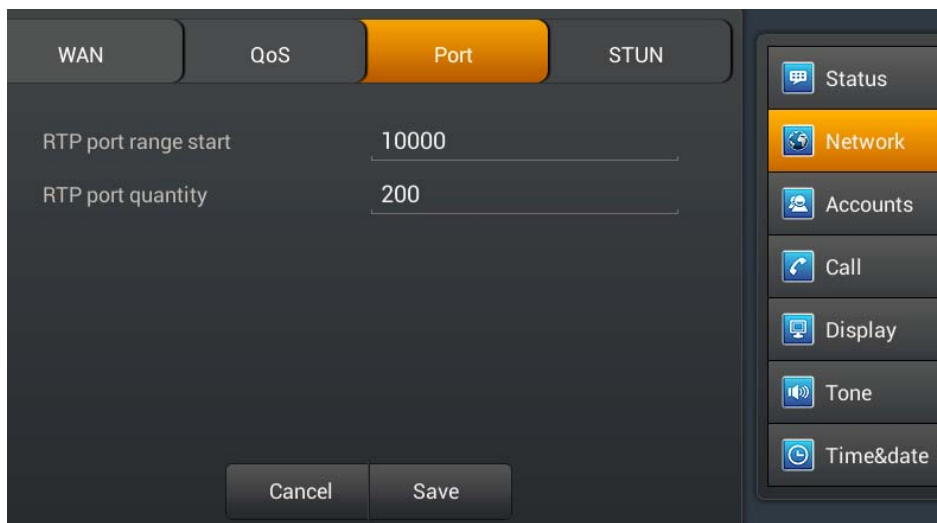 WAN
QoS
Port
STUN
RTP port range start 10000
RTP port quantity 200
Cancel
Save
Status
Network
Accounts
Call
Display
Tone
Time&date